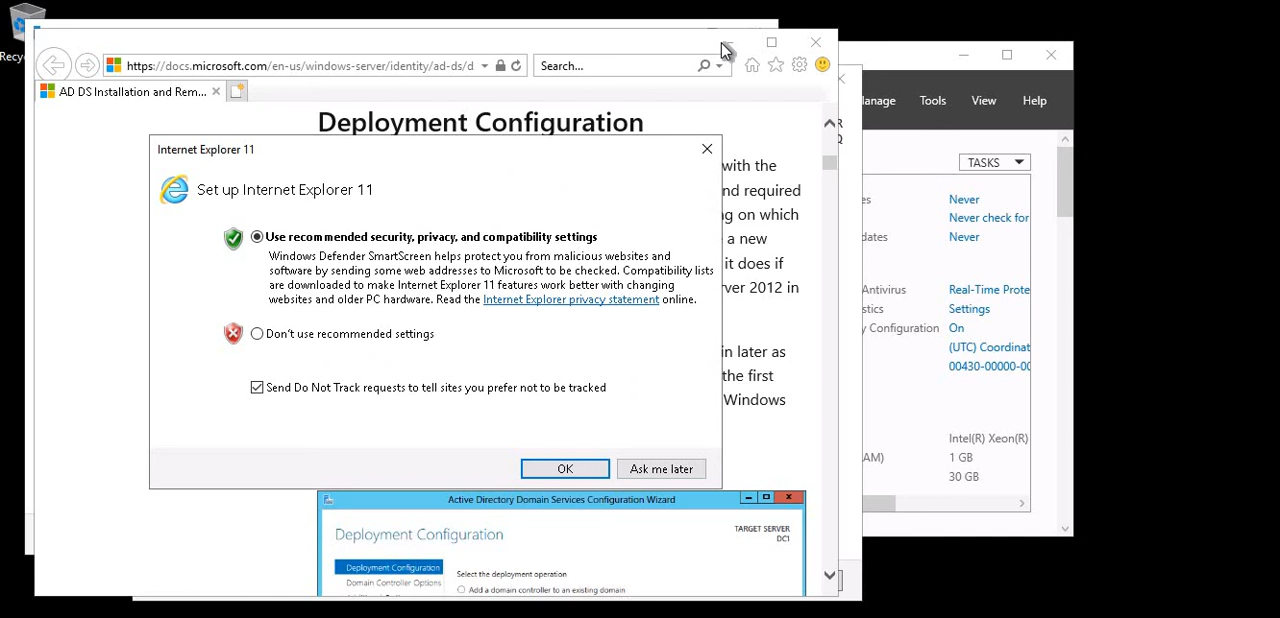 Recyc
https://docs.microsoft.com/en-us/windows-server/identity/ad-ds/d
Search...
AD DS Installation and Rem...
Deployment Configuration
Internet Explorer 11
Set up Internet Explorer 11
Use recommended security, privacy, and compatibility settings
Windows Defender SmartScreen helps protect you from malicious websites and
software by sending some web addresses to Microsoft to be checked. Compatibility lists
are downloaded to make Internet Explorer 11 features work better with changing
websites and older PC hardware. Read the Internet Explorer privacy statement online.
Don't use recommended settings
Send Do Not Track requests to tell sites you prefer not to be tracked
OK
Ask me later
with the
nd required
g on which
a new
it does if
ver 2012 in
in later as
the first
Windows
Active Directory Domain Services Configuration Wizard
Deployment Configuration
TARGET SERVER
DC1
Deployment Configuration
Domain Controller Options
Select the deployment operation
Add a domain controller to an existing domain
R
Q
anage
Tools
View
Help
TASKS
es
Never
Never check for
dates
Never
Antivirus
Real-Time Prote
stics
Settings
y Configuration
On
(UTC) Coordinat
00430-00000-00
Intel(R) Xeon(R)
AM)
1 GB
30 GB